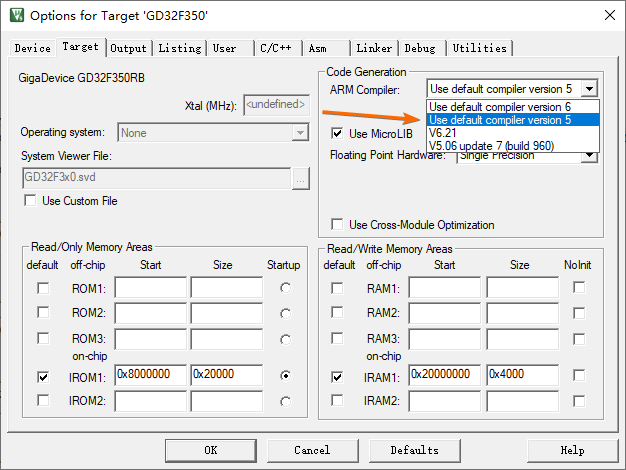 Options for Target 'GD32F350'
Device Target Output Listing User C/C++ Asm Linker Debug Utilities
GigaDevice GD32F350RB
Xtal (MHz): <undefined>
Operating system: None
System Viewer File:
GD32F3x0.svd ...
Use Custom File
Code Generation
ARM Compiler: Use default compiler version 5
Use default compiler version 6
Use default compiler version 5
V6.21
V5.06 update 7 (build 960)
Use MicroLIB
Floating Point Hardware: Single Precision
Use Cross-Module Optimization
Read/Only Memory Areas
default off-chip Start Size Startup
ROM1:
ROM2:
ROM3:
on-chip
IROM1: 0x8000000 0x20000
IROM2:
Read/Write Memory Areas
default off-chip Start Size NoInit
RAM1:
RAM2:
RAM3:
on-chip
IRAM1: 0x20000000 0x4000
IRAM2:
OK Cancel Defaults Help